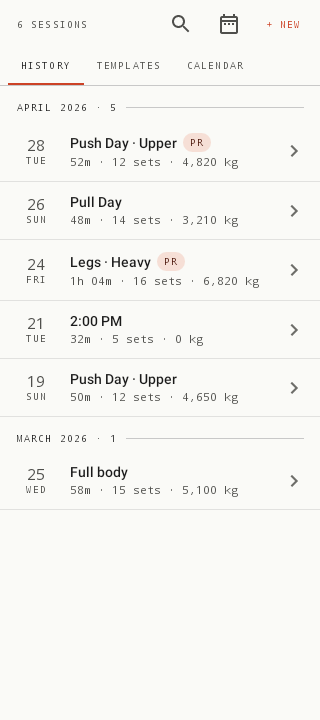 6 SESSIONS
+ NEW
HISTORY TEMPLATES CALENDAR
APRIL 2026 · 5
28 Push Day · Upper PR
TUE 52m · 12 sets · 4,820 kg
26 Pull Day
SUN 48m · 14 sets · 3,210 kg
24 Legs · Heavy PR
FRI 1h 04m · 16 sets · 6,820 kg
21 2:00 PM
TUE 32m · 5 sets · 0 kg
19 Push Day · Upper
SUN 50m · 12 sets · 4,650 kg
MARCH 2026 · 1
25 Full body
WED 58m · 15 sets · 5,100 kg